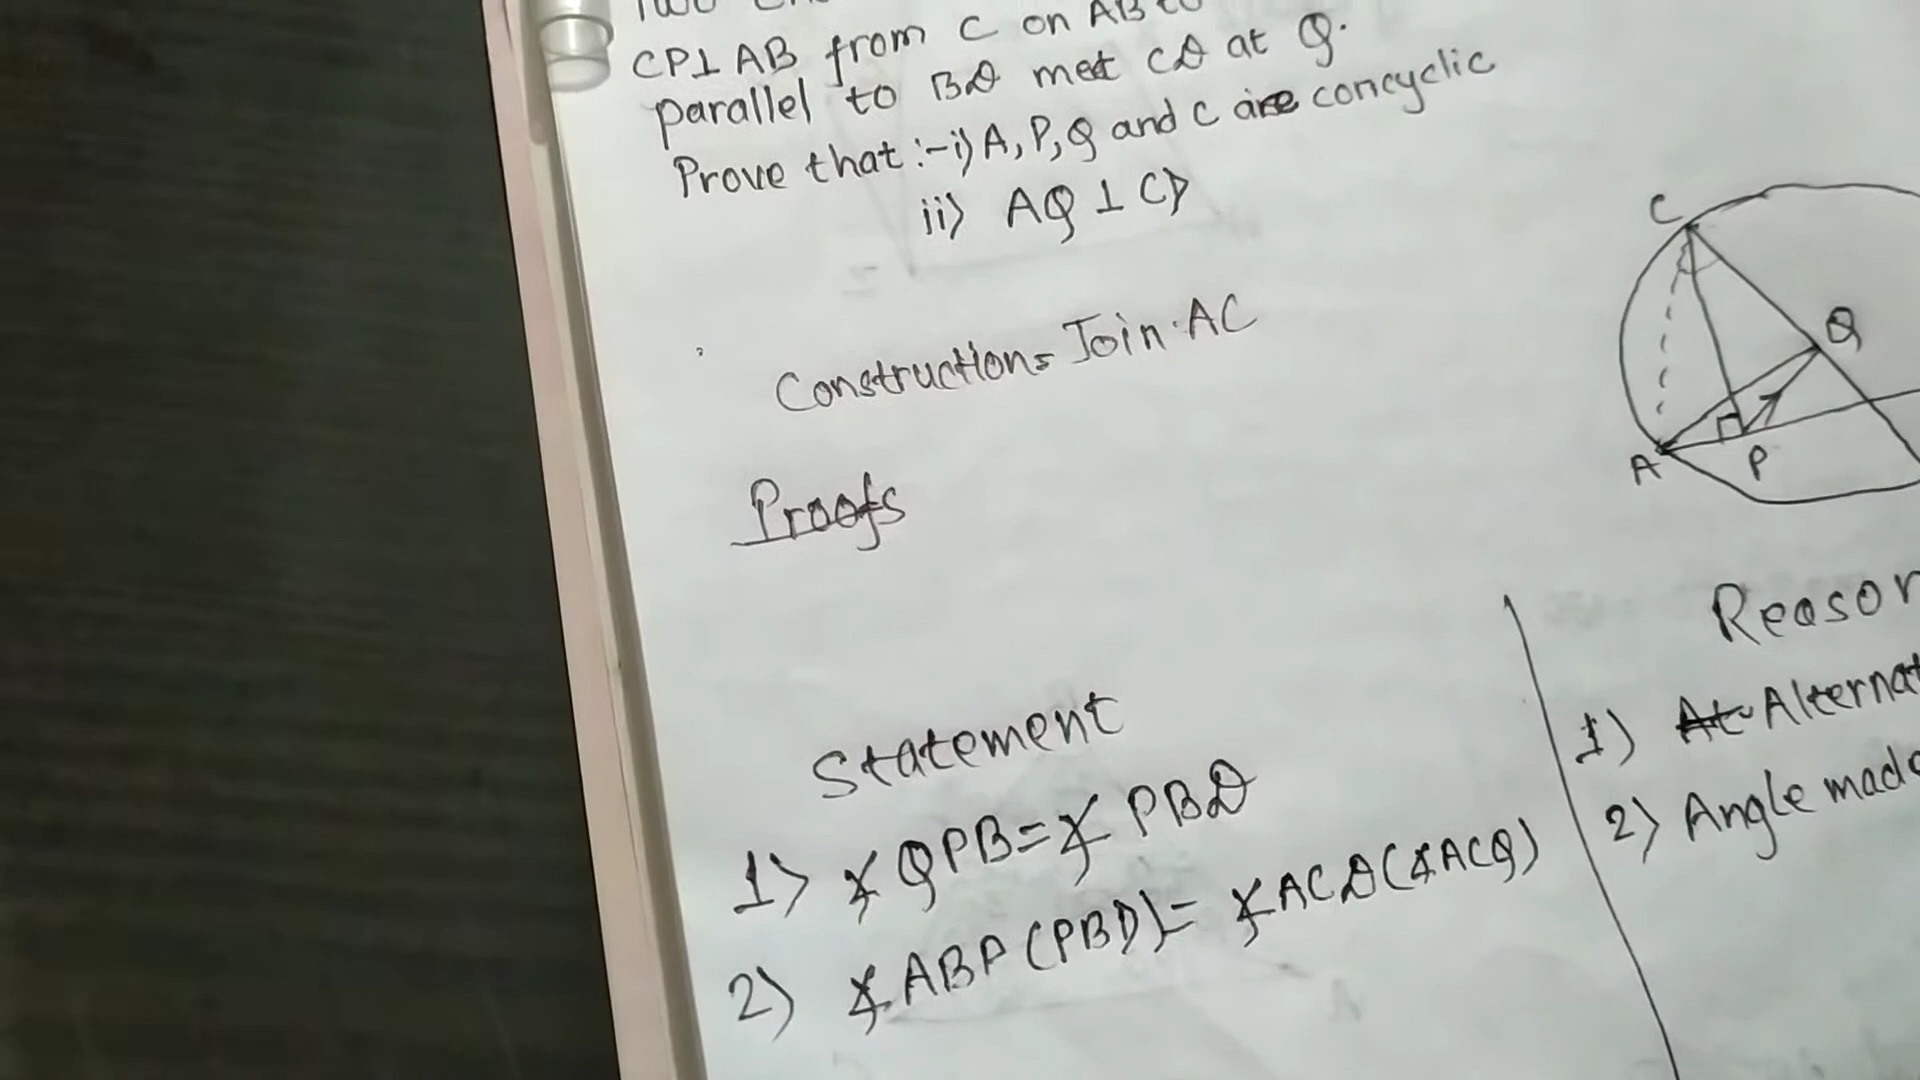 CP⊥AB from C on AB
parallel to BD meet CD at Q.
Prove that :- i) A, P, Q and C are concyclic
ii) AQ ⊥ CD
Construction: Join AC
Proofs
C
Q
A
P
Statement
Reason
1) ∡QPB=∡PBD
1) Alternat
2) ∡ABD (PBD)= ∡ACD(∡ACQ)
2) Angle made